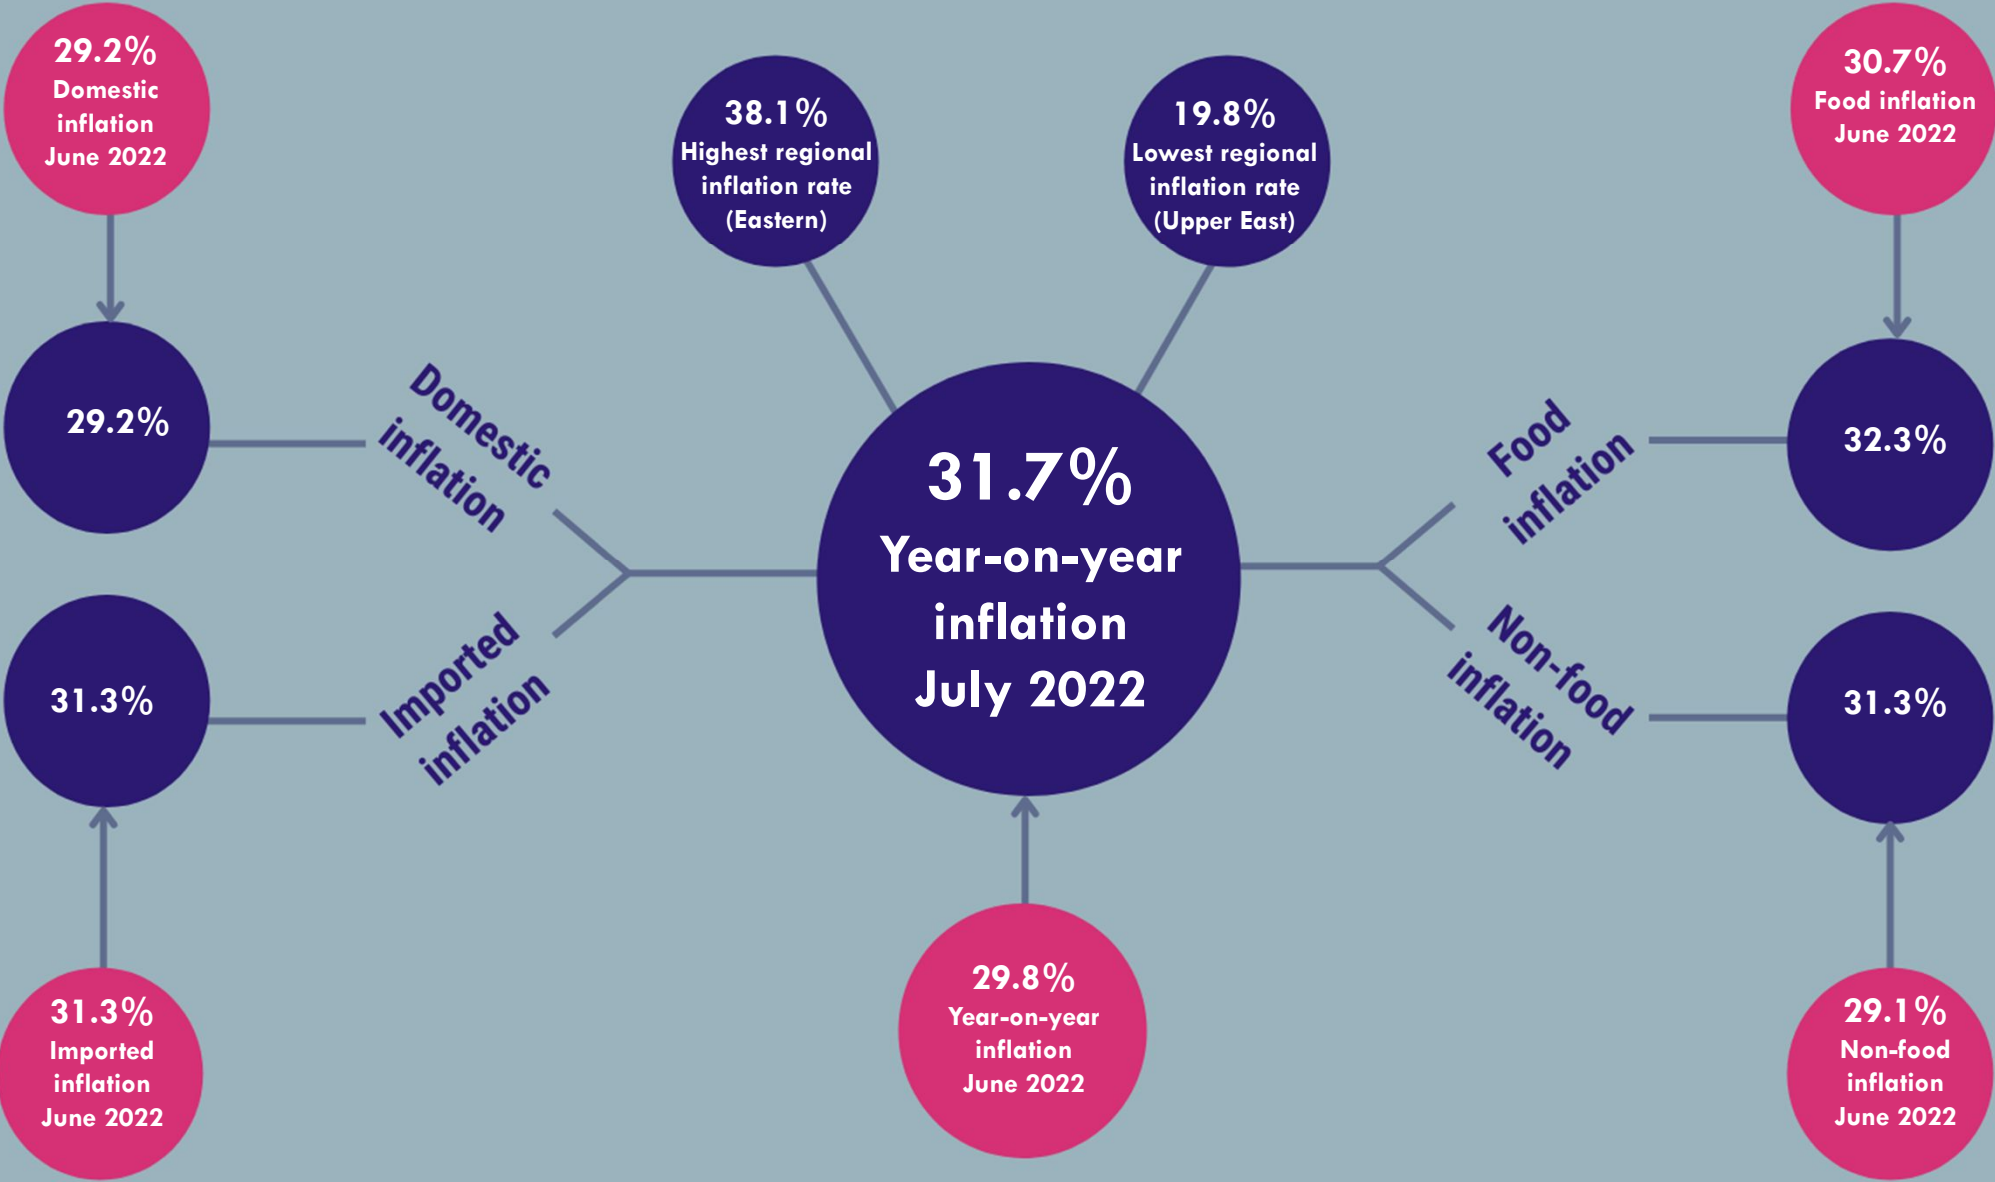 29.2%
Domestic
inflation
June 2022
38.1%
Highest regional
inflation rate
(Eastern)
19.8%
Lowest regional
inflation rate
(Upper East)
30.7%
Food inflation
June 2022
29.2%
Domestic
inflation
31.3%
Imported
inflation
31.7%
Year-on-year
inflation
July 2022
Food
inflation
32.3%
Non-food
inflation
31.3%
31.3%
Imported
inflation
June 2022
29.8%
Year-on-year
inflation
June 2022
29.1%
Non-food
inflation
June 2022